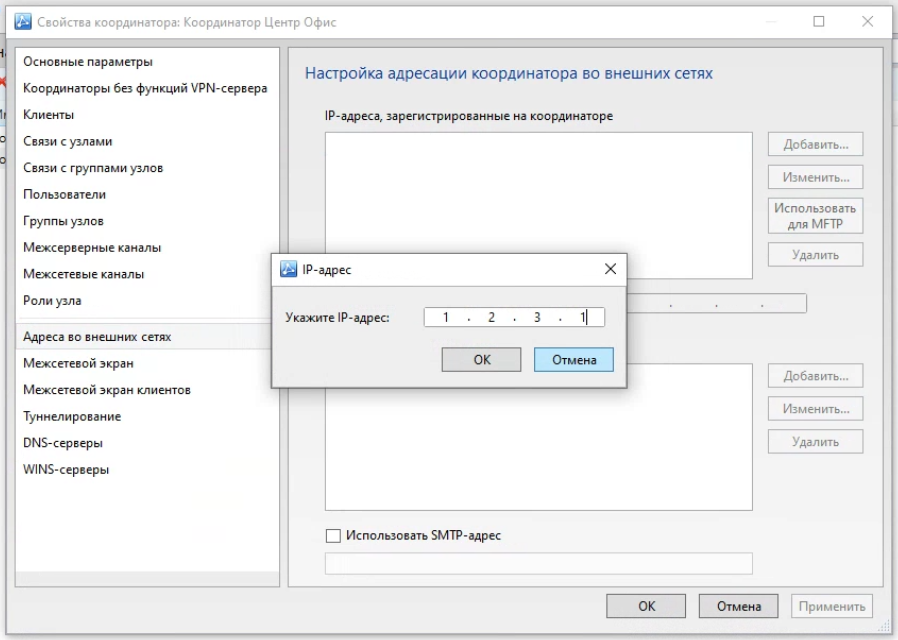 Свойства координатора: Координатор Центр Офис
Основные параметры
Координаторы без функций VPN-сервера
Клиенты
Связи с узлами
Связи с группами узлов
Пользователи
Группы узлов
Межсерверные каналы
Межсетевые каналы
Роли узла
Адреса во внешних сетях
Межсетевой экран
Межсетевой экран клиентов
Туннелирование
DNS-серверы
WINS-серверы
Настройка адресации координатора во внешних сетях
IP-адреса, зарегистрированные на координаторе
Добавить...
Изменить...
Использовать
для MFTP
Удалить
IP-адрес
Укажите IP-адрес:
1 . 2 . 3 . 1
OK
Отмена
. . .
Добавить...
Изменить...
Удалить
Использовать SMTP-адрес
OK
Отмена
Применить